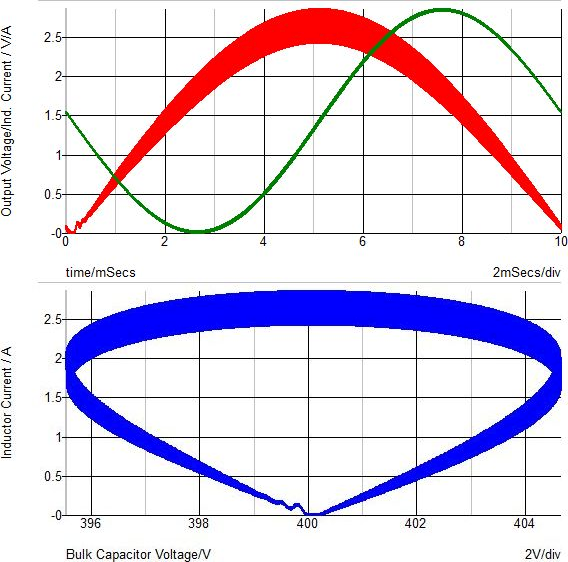 Output Voltage/Ind. Current / V/A
2.5
2
1.5
1
0.5
-0
0 2 4 6 8 10
time/mSecs 2mSecs/div
Inductor Current / A
2.5
2
1.5
1
0.5
0
396 398 400 402 404
Bulk Capacitor Voltage/V 2V/div